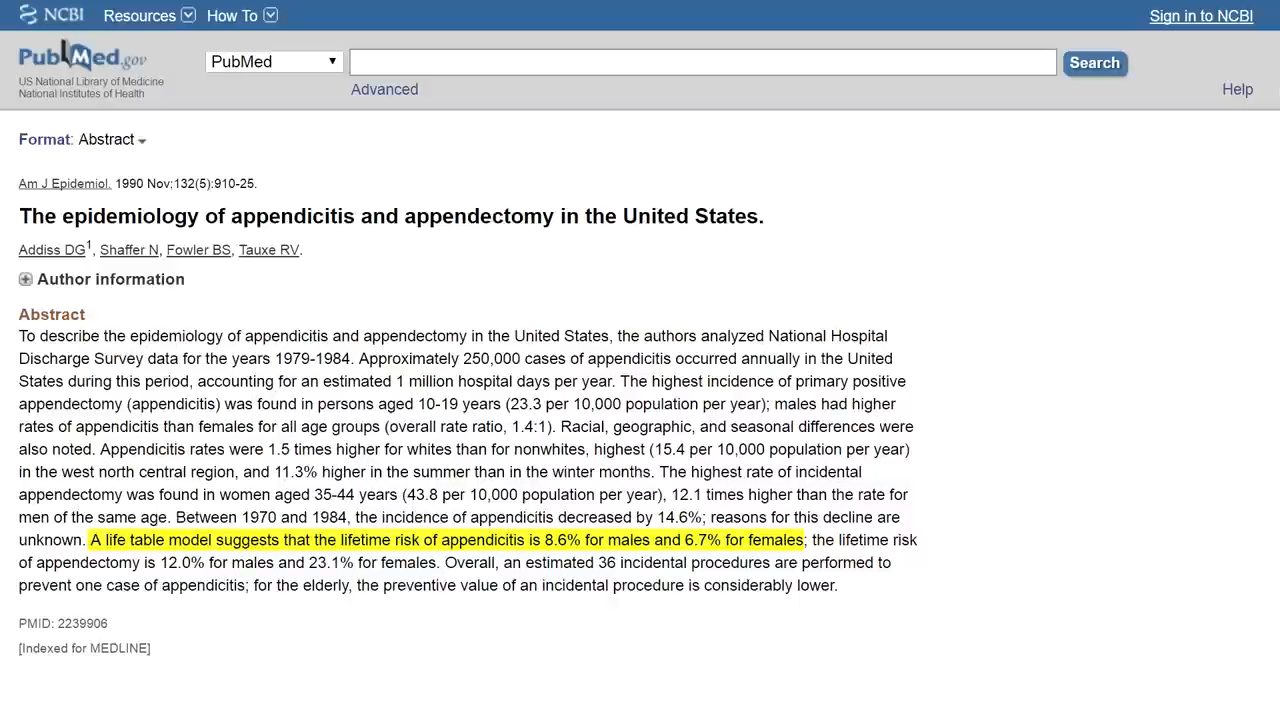 NCBI Resources How To Sign in to NCBI
PubMed.gov
US National Library of Medicine
National Institutes of Health
PubMed
Search
Advanced
Help
Format: Abstract
Am J Epidemiol. 1990 Nov;132(5):910-25.
The epidemiology of appendicitis and appendectomy in the United States.
Addiss DG1, Shaffer N, Fowler BS, Tauxe RV.
Author information
Abstract
To describe the epidemiology of appendicitis and appendectomy in the United States, the authors analyzed National Hospital
Discharge Survey data for the years 1979-1984. Approximately 250,000 cases of appendicitis occurred annually in the United
States during this period, accounting for an estimated 1 million hospital days per year. The highest incidence of primary positive
appendectomy (appendicitis) was found in persons aged 10-19 years (23.3 per 10,000 population per year); males had higher
rates of appendicitis than females for all age groups (overall rate ratio, 1.4:1). Racial, geographic, and seasonal differences were
also noted. Appendicitis rates were 1.5 times higher for whites than for nonwhites, highest (15.4 per 10,000 population per year)
in the west north central region, and 11.3% higher in the summer than in the winter months. The highest rate of incidental
appendectomy was found in women aged 35-44 years (43.8 per 10,000 population per year), 12.1 times higher than the rate for
men of the same age. Between 1970 and 1984, the incidence of appendicitis decreased by 14.6%; reasons for this decline are
unknown. A life table model suggests that the lifetime risk of appendicitis is 8.6% for males and 6.7% for females; the lifetime risk
of appendectomy is 12.0% for males and 23.1% for females. Overall, an estimated 36 incidental procedures are performed to
prevent one case of appendicitis; for the elderly, the preventive value of an incidental procedure is considerably lower.
PMID: 2239906
[Indexed for MEDLINE]